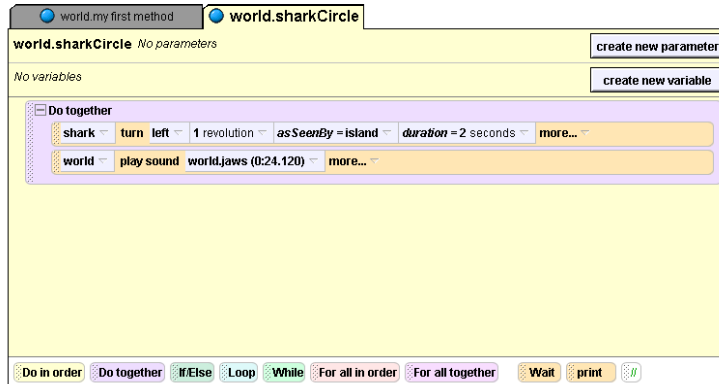 world.my first method world.sharkCircle
world.sharkCircle No parameters create new parameter
No variables create new variable
Do together
shark turn left 1 revolution asSeenBy = island duration = 2 seconds more...
world play sound world.jaws (0:24.120) more...
Do in order Do together If/Else Loop While For all in order For all together Wait print //